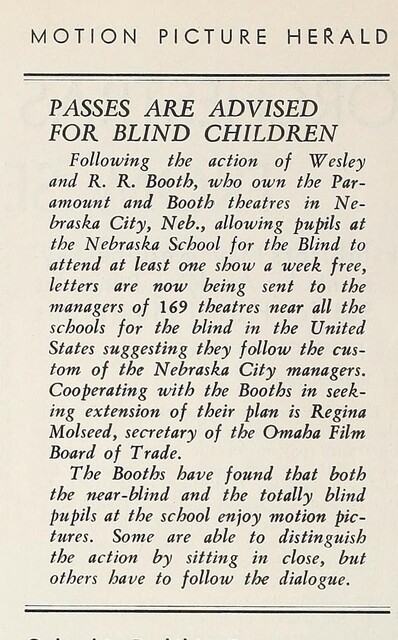 MOTION PICTURE HERALD
PASSES ARE ADVISED
FOR BLIND CHILDREN
Following the action of Wesley
and R. R. Booth, who own the Par-
amount and Booth theatres in Ne-
braska City, Neb., allowing pupils at
the Nebraska School for the Blind to
attend at least one show a week free,
letters are now being sent to the
managers of 169 theatres near all the
schools for the blind in the United
States suggesting they follow the cus-
tom of the Nebraska City managers.
Cooperating with the Booths in seek-
ing extension of their plan is Regina
Molseed, secretary of the Omaha Film
Board of Trade.
The Booths have found that both
the near-blind and the totally blind
pupils at the school enjoy motion pic-
tures. Some are able to distinguish
the action by sitting in close, but
others have to follow the dialogue.